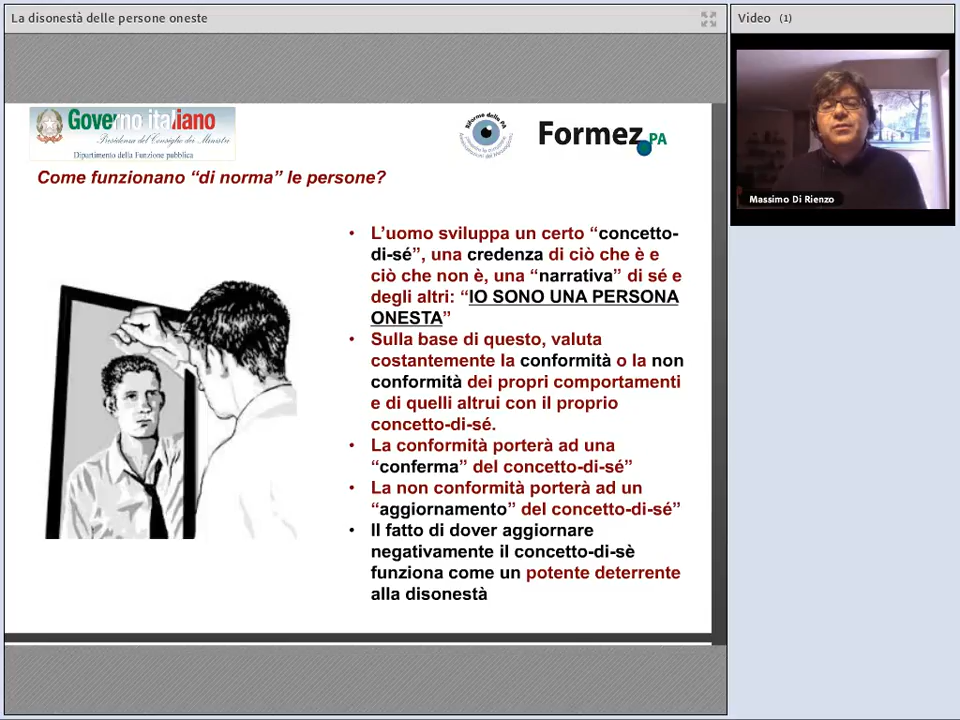 La disonestà delle persone oneste
Video (1)
Governo italiano
Presidenza del Consiglio dei Ministri
Dipartimento della Funzione pubblica
Riforme della PA
Formez PA
Massimo Di Rienzo
Come funzionano “di norma” le persone?
• L’uomo sviluppa un certo “concetto-
di-sé”, una credenza di ciò che è e
ciò che non è, una “narrativa” di sé e
degli altri: “IO SONO UNA PERSONA
ONESTA”
• Sulla base di questo, valuta
costantemente la conformità o la non
conformità dei propri comportamenti
e di quelli altrui con il proprio
concetto-di-sé.
• La conformità porterà ad una
“conferma” del concetto-di-sé”
• La non conformità porterà ad un
“aggiornamento” del concetto-di-sé”
• Il fatto di dover aggiornare
negativamente il concetto-di-sè
funziona come un potente deterrente
alla disonestà